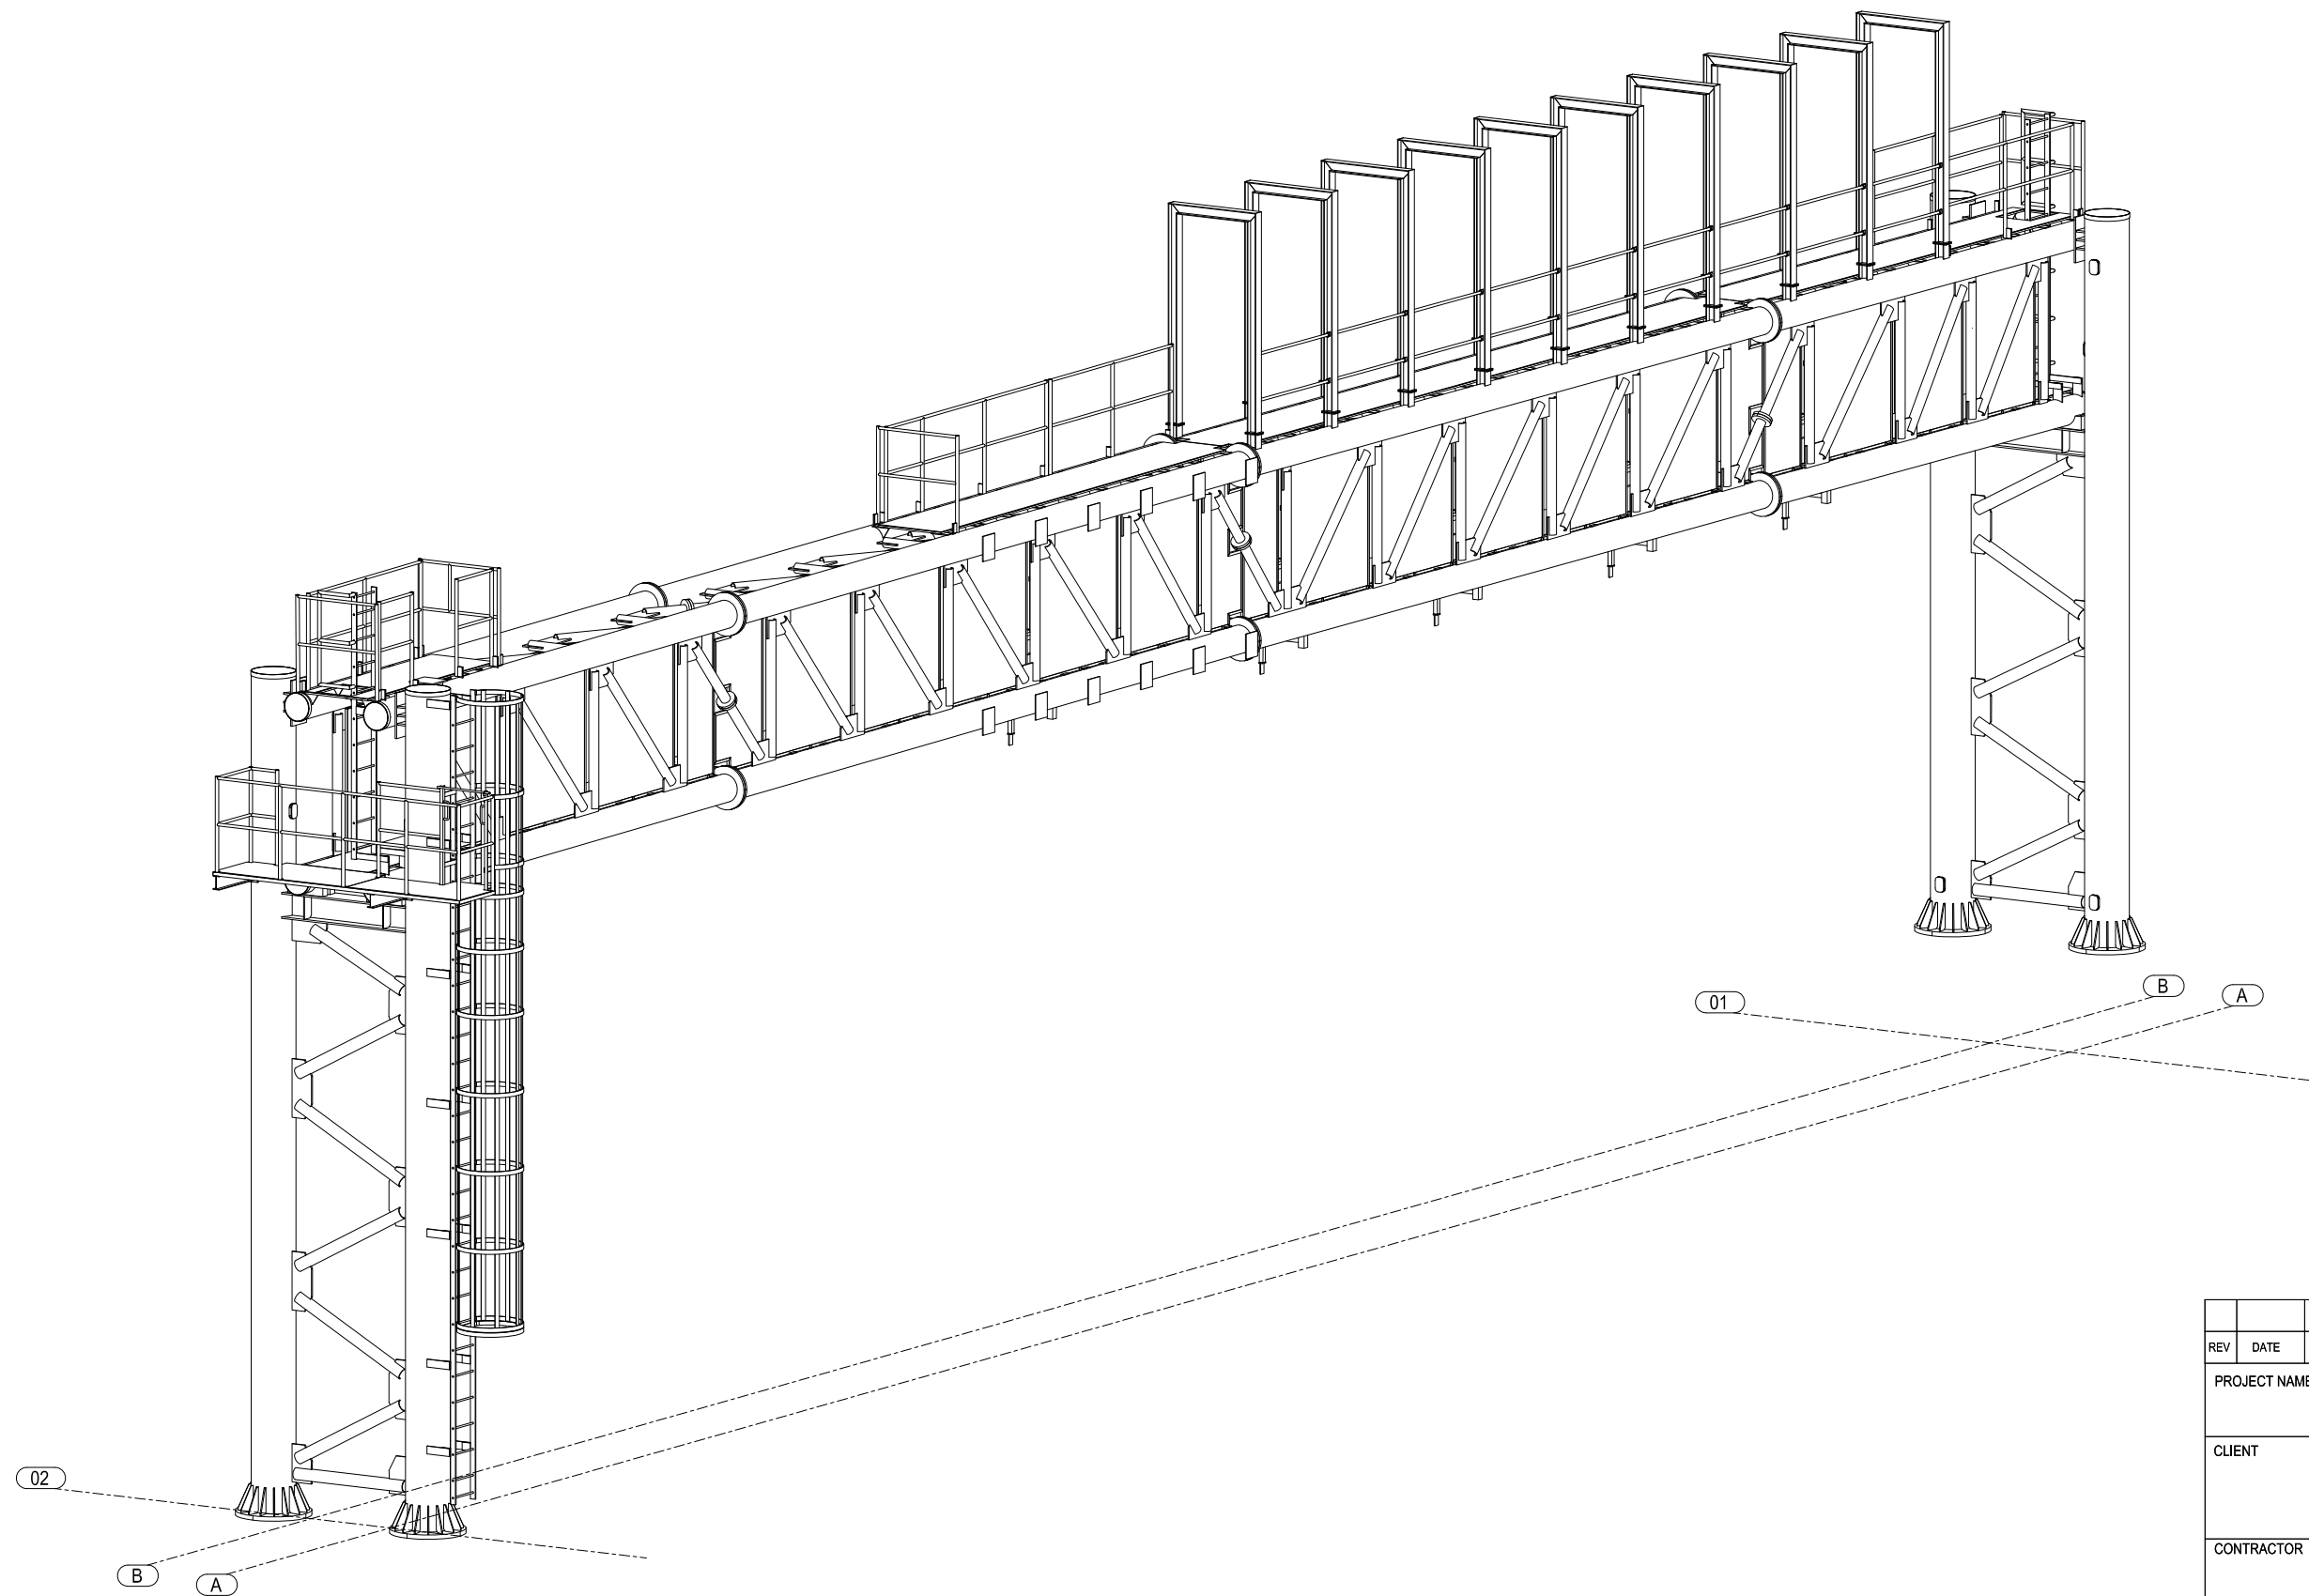 B
A
01
REV DATE
PROJECT NAME
CLIENT
02
CONTRACTOR
B
A